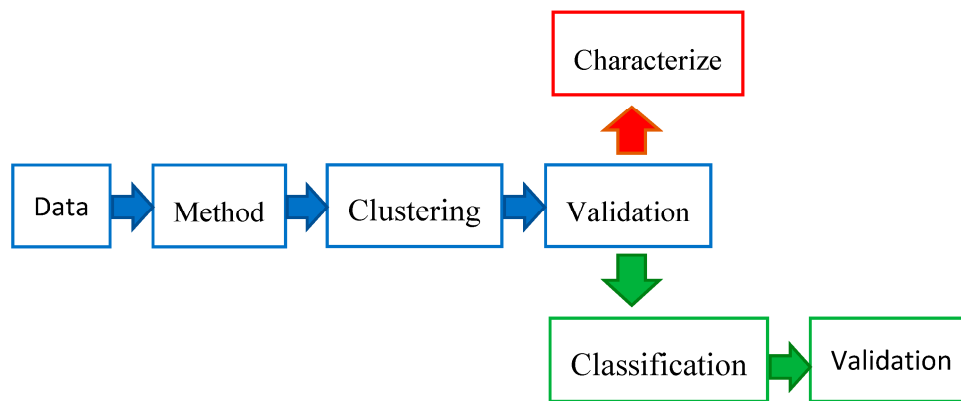 Characterize
Data
Method
Clustering
Validation
Classification
Validation